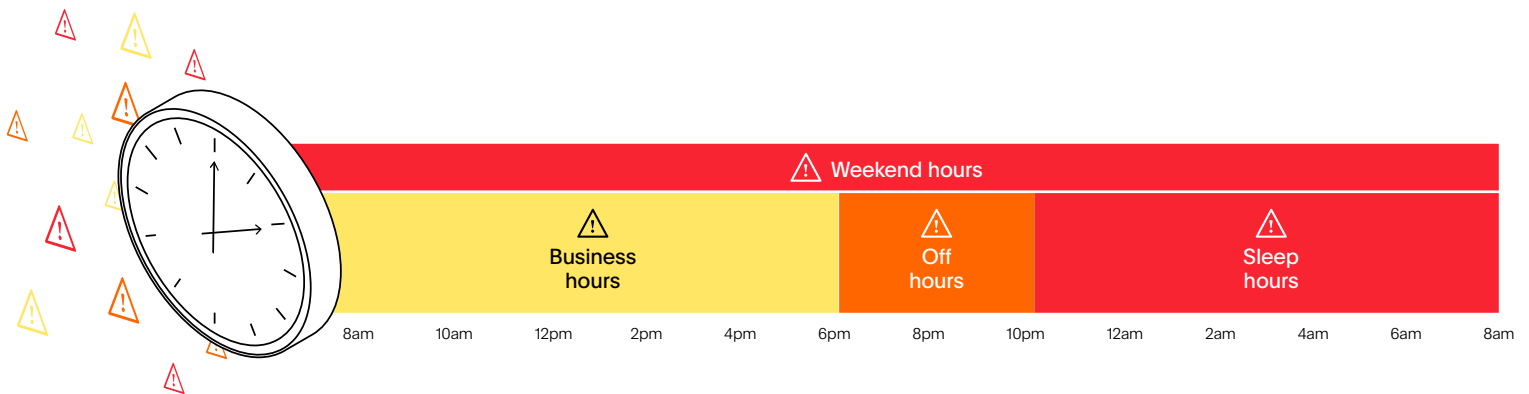 Weekend hours
Business
hours
Off
hours
Sleep
hours
8am 10am 12pm 2pm 4pm 6pm 8pm 10pm 12am 2am 4am 6am 8am